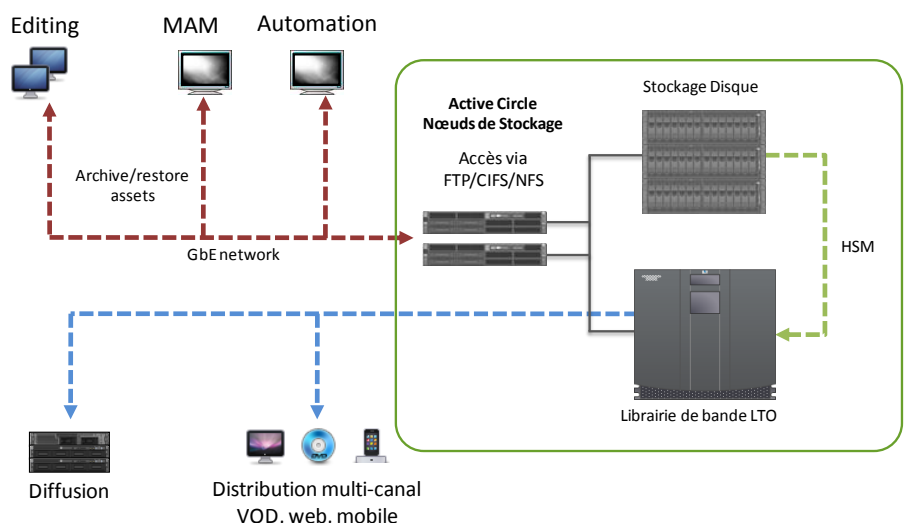 Editing
MAM
Automation
Active Circle
Nœuds de Stockage
Accès via
FTP/CIFS/NFS
Stockage Disque
Archive/restore
assets
GbE network
HSM
Librairie de bande LTO
Diffusion
Distribution multi-canal
VOD, web, mobile
DVD